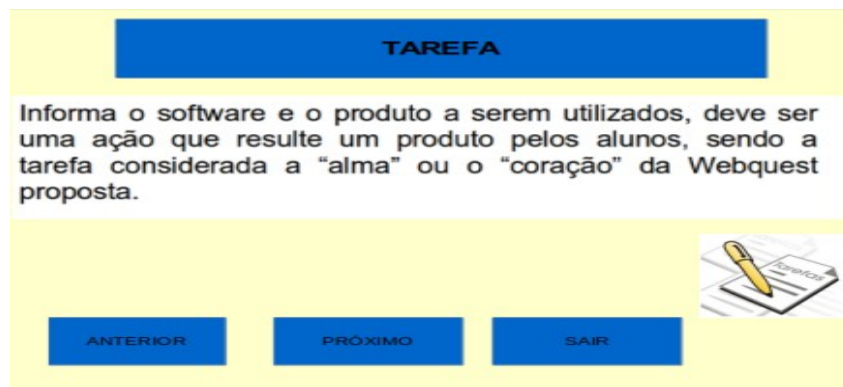 TAREFA
Informa o software e o produto a serem utilizados, deve ser
uma ação que resulte um produto pelos alunos, sendo a
tarefa considerada a “alma” ou o “coração” da Webquest
proposta.
Tarefas
ANTERIOR PRÓXIMO SAIR